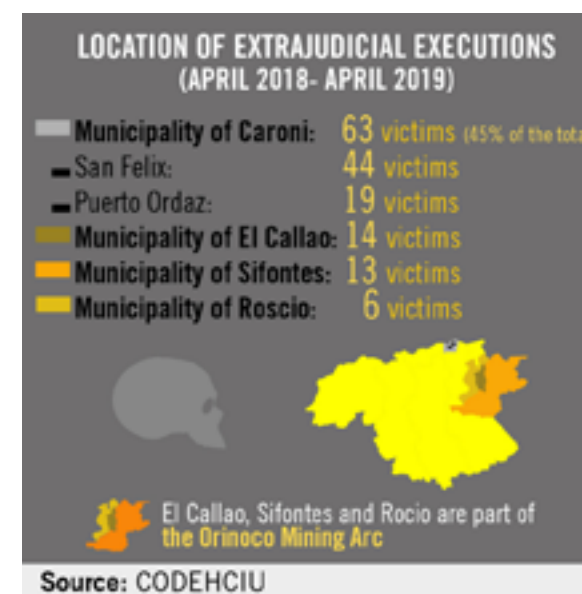 LOCATION OF EXTRAJUDICIAL EXECUTIONS
(APRIL 2018- APRIL 2019)
Municipality of Caroni: 63 victims (45% of the
San Felix: 44 victims
Puerto Ordaz: 19 victims
Municipality of El Callao: 14 victims
Municipality of Sifontes: 13 victims
Municipality of Roscio: 6 victims
El Callao, Sifontes and Rocio are part of
the Orinoco Mining Arc
Source: CODEHCIU